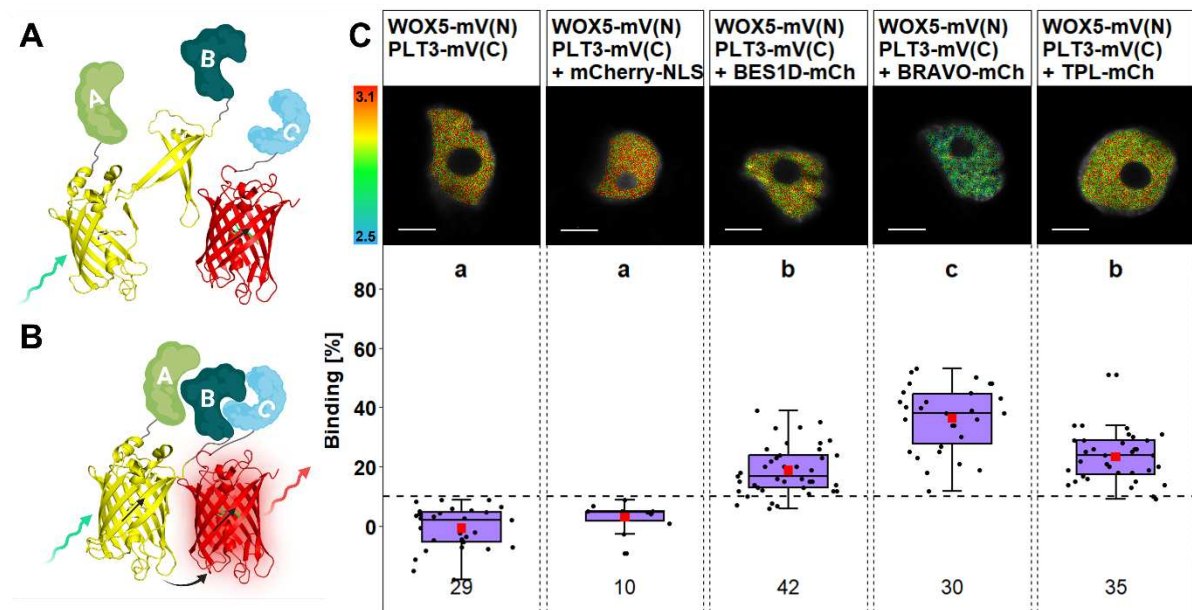 A
B
A
C
B
A
B
C
C
WOX5-mV(N)
PLT3-mV(C)
WOX5-mV(N)
PLT3-mV(C)
+ mCherry-NLS
WOX5-mV(N)
PLT3-mV(C)
+ BES1D-mCh
WOX5-mV(N)
PLT3-mV(C)
+ BRAVO-mCh
WOX5-mV(N)
PLT3-mV(C)
+ TPL-mCh
3.1
2.5
a
a
b
c
b
Binding [%]
80
60
40
20
0
29
10
42
30
35